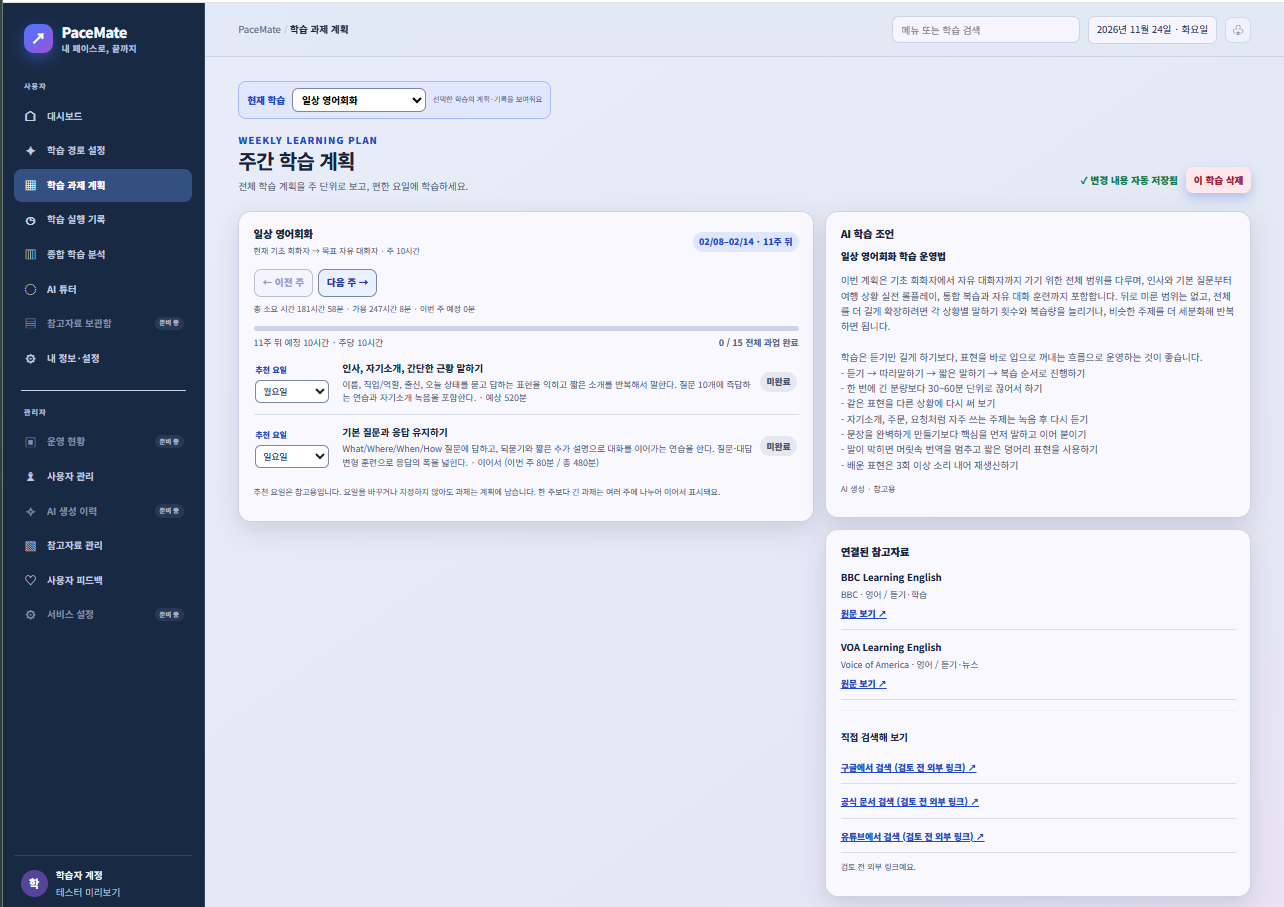 PaceMate
내 페이스로, 끝까지
사용자
대시보드
학습 경로 설정
학습 과제 계획
학습 실행 기록
종합 학습 분석
AI 튜터
참고자료 보관함 준비 중
내 정보·설정
관리자
운영 현황 준비 중
사용자 관리
AI 생성 이력 준비 중
참고자료 관리
사용자 피드백
서비스 설정 준비 중
학
학습자 계정
테스터 미리보기
PaceMate / 학습 과제 계획
메뉴 또는 학습 검색
2026년 11월 24일 · 화요일
현재 학습 일상 영어회화 선택한 학습의 계획·기록을 보여줘요
WEEKLY LEARNING PLAN
주간 학습 계획
전체 학습 계획을 주 단위로 보고, 편한 요일에 학습하세요.
✓ 변경 내용 자동 저장됨
이 학습 삭제
일상 영어회화
현재 기초 회화자 → 목표 자유 대화자 · 주 10시간
02/08–02/14 · 11주 뒤
← 이전 주
다음 주 →
총 소요 시간 181시간 58분 · 가용 247시간 8분 · 이번 주 예정 0분
11주 뒤 예정 10시간 · 주당 10시간
0 / 15 전체 과업 완료
추천 요일
월요일
인사, 자기소개, 간단한 근황 말하기
이름, 직업/역할, 출신, 오늘 상태를 묻고 답하는 표현을 익히고 짧은 소개를 반복해서 말한다. 질문 10개에 즉답하
는 연습과 자기소개 녹음을 포함한다. · 예상 520분
미완료
추천 요일
일요일
기본 질문과 응답 유지하기
What/Where/When/How 질문에 답하고, 되묻기와 짧은 추가 설명으로 대화를 이어가는 연습을 한다. 질문-대답
변형 훈련으로 응답의 폭을 넓힌다. · 이어서 (이번 주 80분 / 총 480분)
미완료
추천 요일은 참고용입니다. 요일을 바꾸거나 지정하지 않아도 과제는 계획에 남습니다. 한 주보다 긴 과제는 여러 주에 나누어 이어서 표시돼요.
AI 학습 조언
일상 영어회화 학습 운영법
이번 계획은 기초 회화자에서 자유 대화자까지 가기 위한 전체 범위를 다루며, 인사와 기본 질문부터
여행 상황 실전 롤플레이, 통합 복습과 자유 대화 훈련까지 포함합니다. 뒤로 미룬 범위는 없고, 전체
를 더 길게 확장하려면 각 상황별 말하기 횟수와 복습량을 늘리거나, 비슷한 주제를 더 세분화해 반복
하면 됩니다.
학습은 듣기만 길게 하기보다, 표현을 바로 입으로 꺼내는 흐름으로 운영하는 것이 좋습니다.
- 듣기 → 따라말하기 → 짧은 말하기 → 복습 순서로 진행하기
- 한 번에 긴 분량보다 30~60분 단위로 끊어서 하기
- 같은 표현을 다른 상황에 다시 써 보기
- 자기소개, 주문, 요청처럼 자주 쓰는 주제는 녹음 후 다시 듣기
- 문장을 완벽하게 만들기보다 핵심을 먼저 말하고 이어 붙이기
- 말이 막히면 머릿속 번역을 멈추고 짧은 덩어리 표현을 사용하기
- 배운 표현은 3회 이상 소리 내어 재생산하기
AI 생성 · 참고용
연결된 참고자료
BBC Learning English
BBC · 영어 / 듣기·학습
원문 보기 ↗
VOA Learning English
Voice of America · 영어 / 듣기·뉴스
원문 보기 ↗
직접 검색해 보기
구글에서 검색 (검토 전 외부 링크) ↗
공식 문서 검색 (검토 전 외부 링크) ↗
유튜브에서 검색 (검토 전 외부 링크) ↗
검토 전 외부 링크예요.